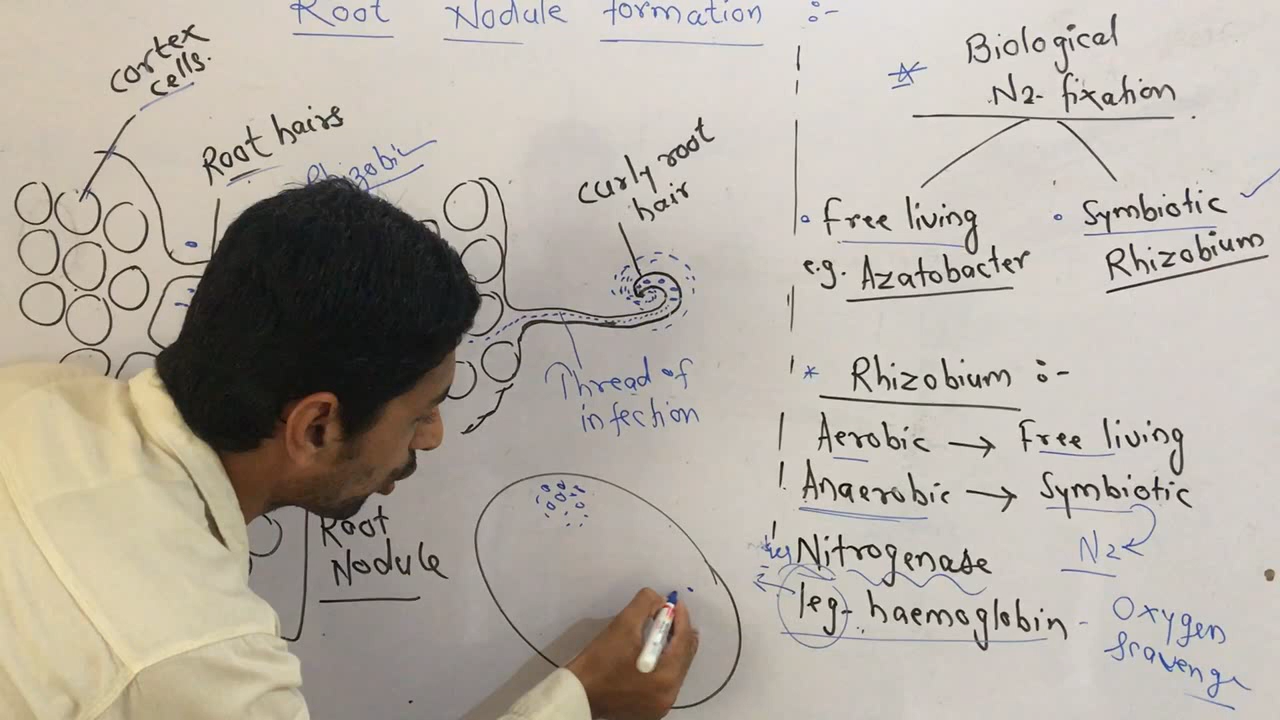 Root Nodule formation :-
cortex
cells.
Root hairs
curly root
hair
Thread of
infection
Root
Nodule
* Biological
N2- fixation
• Free living
e.g. Azatobacter
• Symbiotic
Rhizobium
* Rhizobium :-
Aerobic → Free living
Anaerobic → Symbiotic
N2
Nitrogenase
leg-haemoglobin - Oxygen